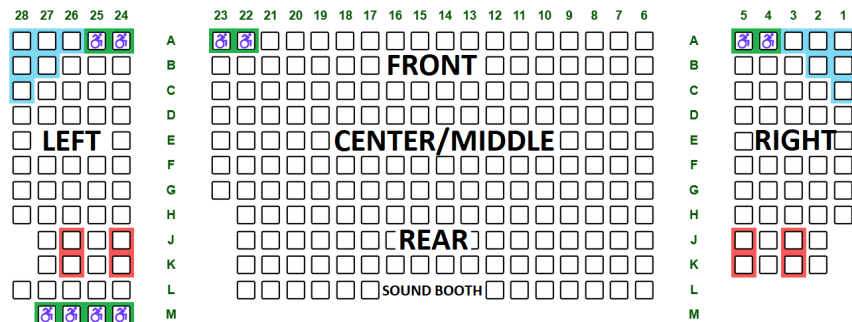 28 27 26 25 24 23 22 21 20 19 18 17 16 15 14 13 12 11 10 9 8 7 6 5 4 3 2 1
A A
B FRONT B
C C
D D
LEFT E CENTER/MIDDLE E RIGHT
F F
G G
H H
J REAR J
K K
L SOUND BOOTH L
M M